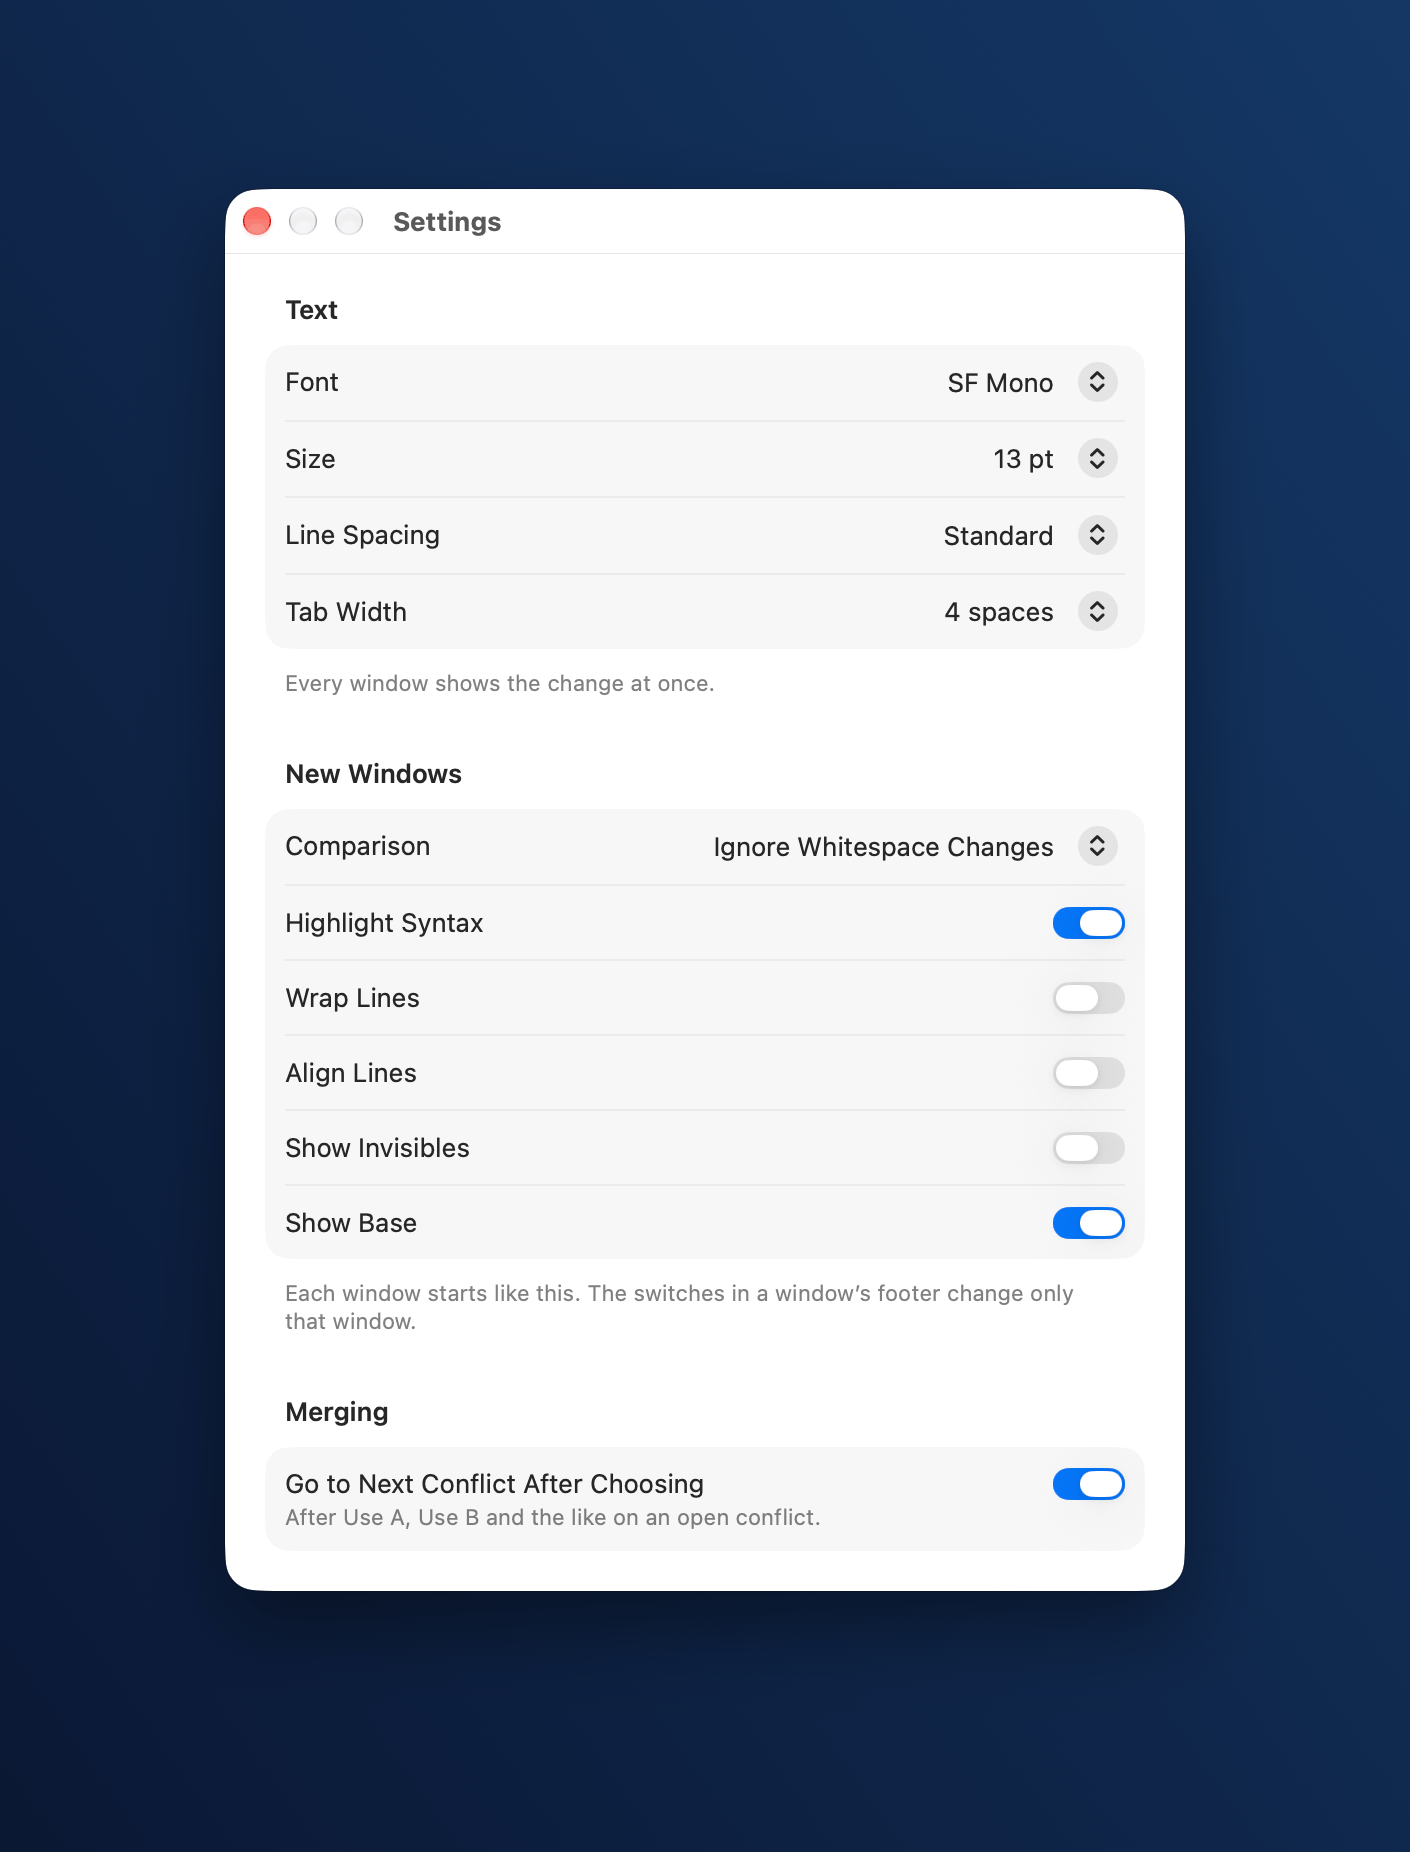 Settings
Text
Font SF Mono
Size 13 pt
Line Spacing Standard
Tab Width 4 spaces
Every window shows the change at once.
New Windows
Comparison Ignore Whitespace Changes
Highlight Syntax
Wrap Lines
Align Lines
Show Invisibles
Show Base
Each window starts like this. The switches in a window’s footer change only
that window.
Merging
Go to Next Conflict After Choosing
After Use A, Use B and the like on an open conflict.